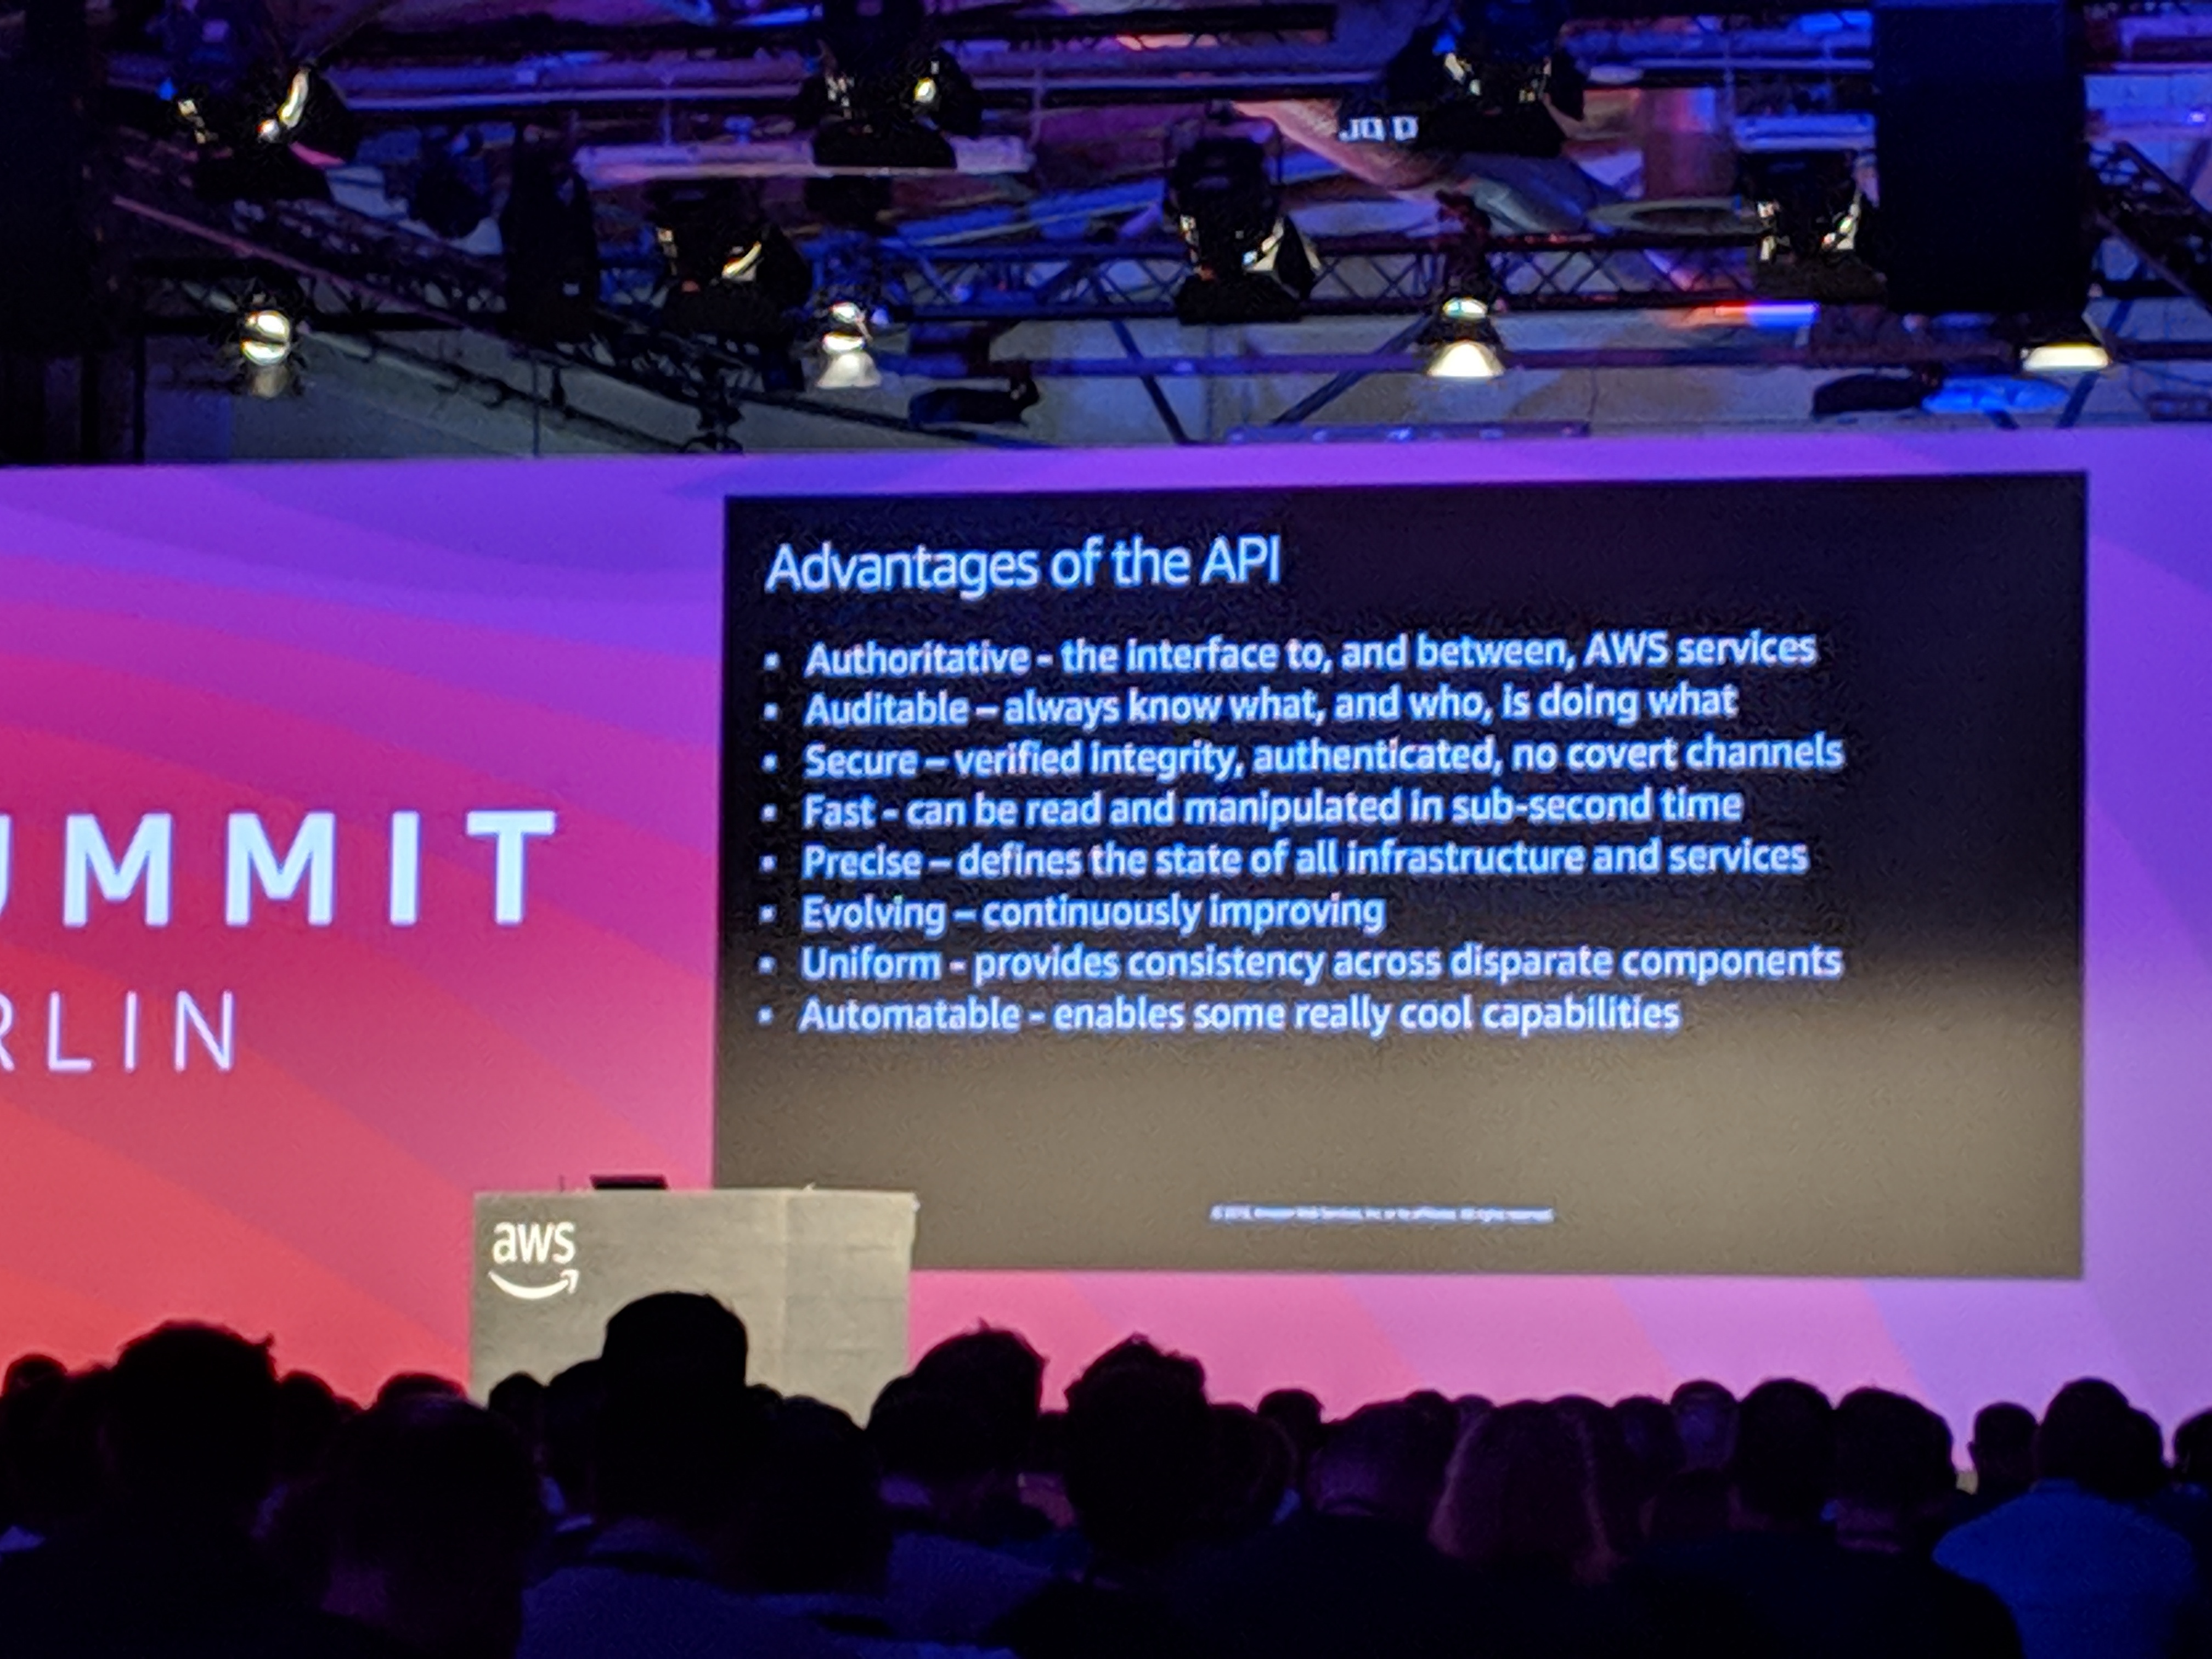 Advantages of the API
▪ Authoritative - the interface to, and between, AWS services
▪ Auditable – always know what, and who, is doing what
▪ Secure – verified integrity, authenticated, no covert channels
▪ Fast - can be read and manipulated in sub-second time
▪ Precise – defines the state of all infrastructure and services
▪ Evolving – continuously improving
▪ Uniform - provides consistency across disparate components
▪ Automatable - enables some really cool capabilities
UMMIT
RLIN
aws